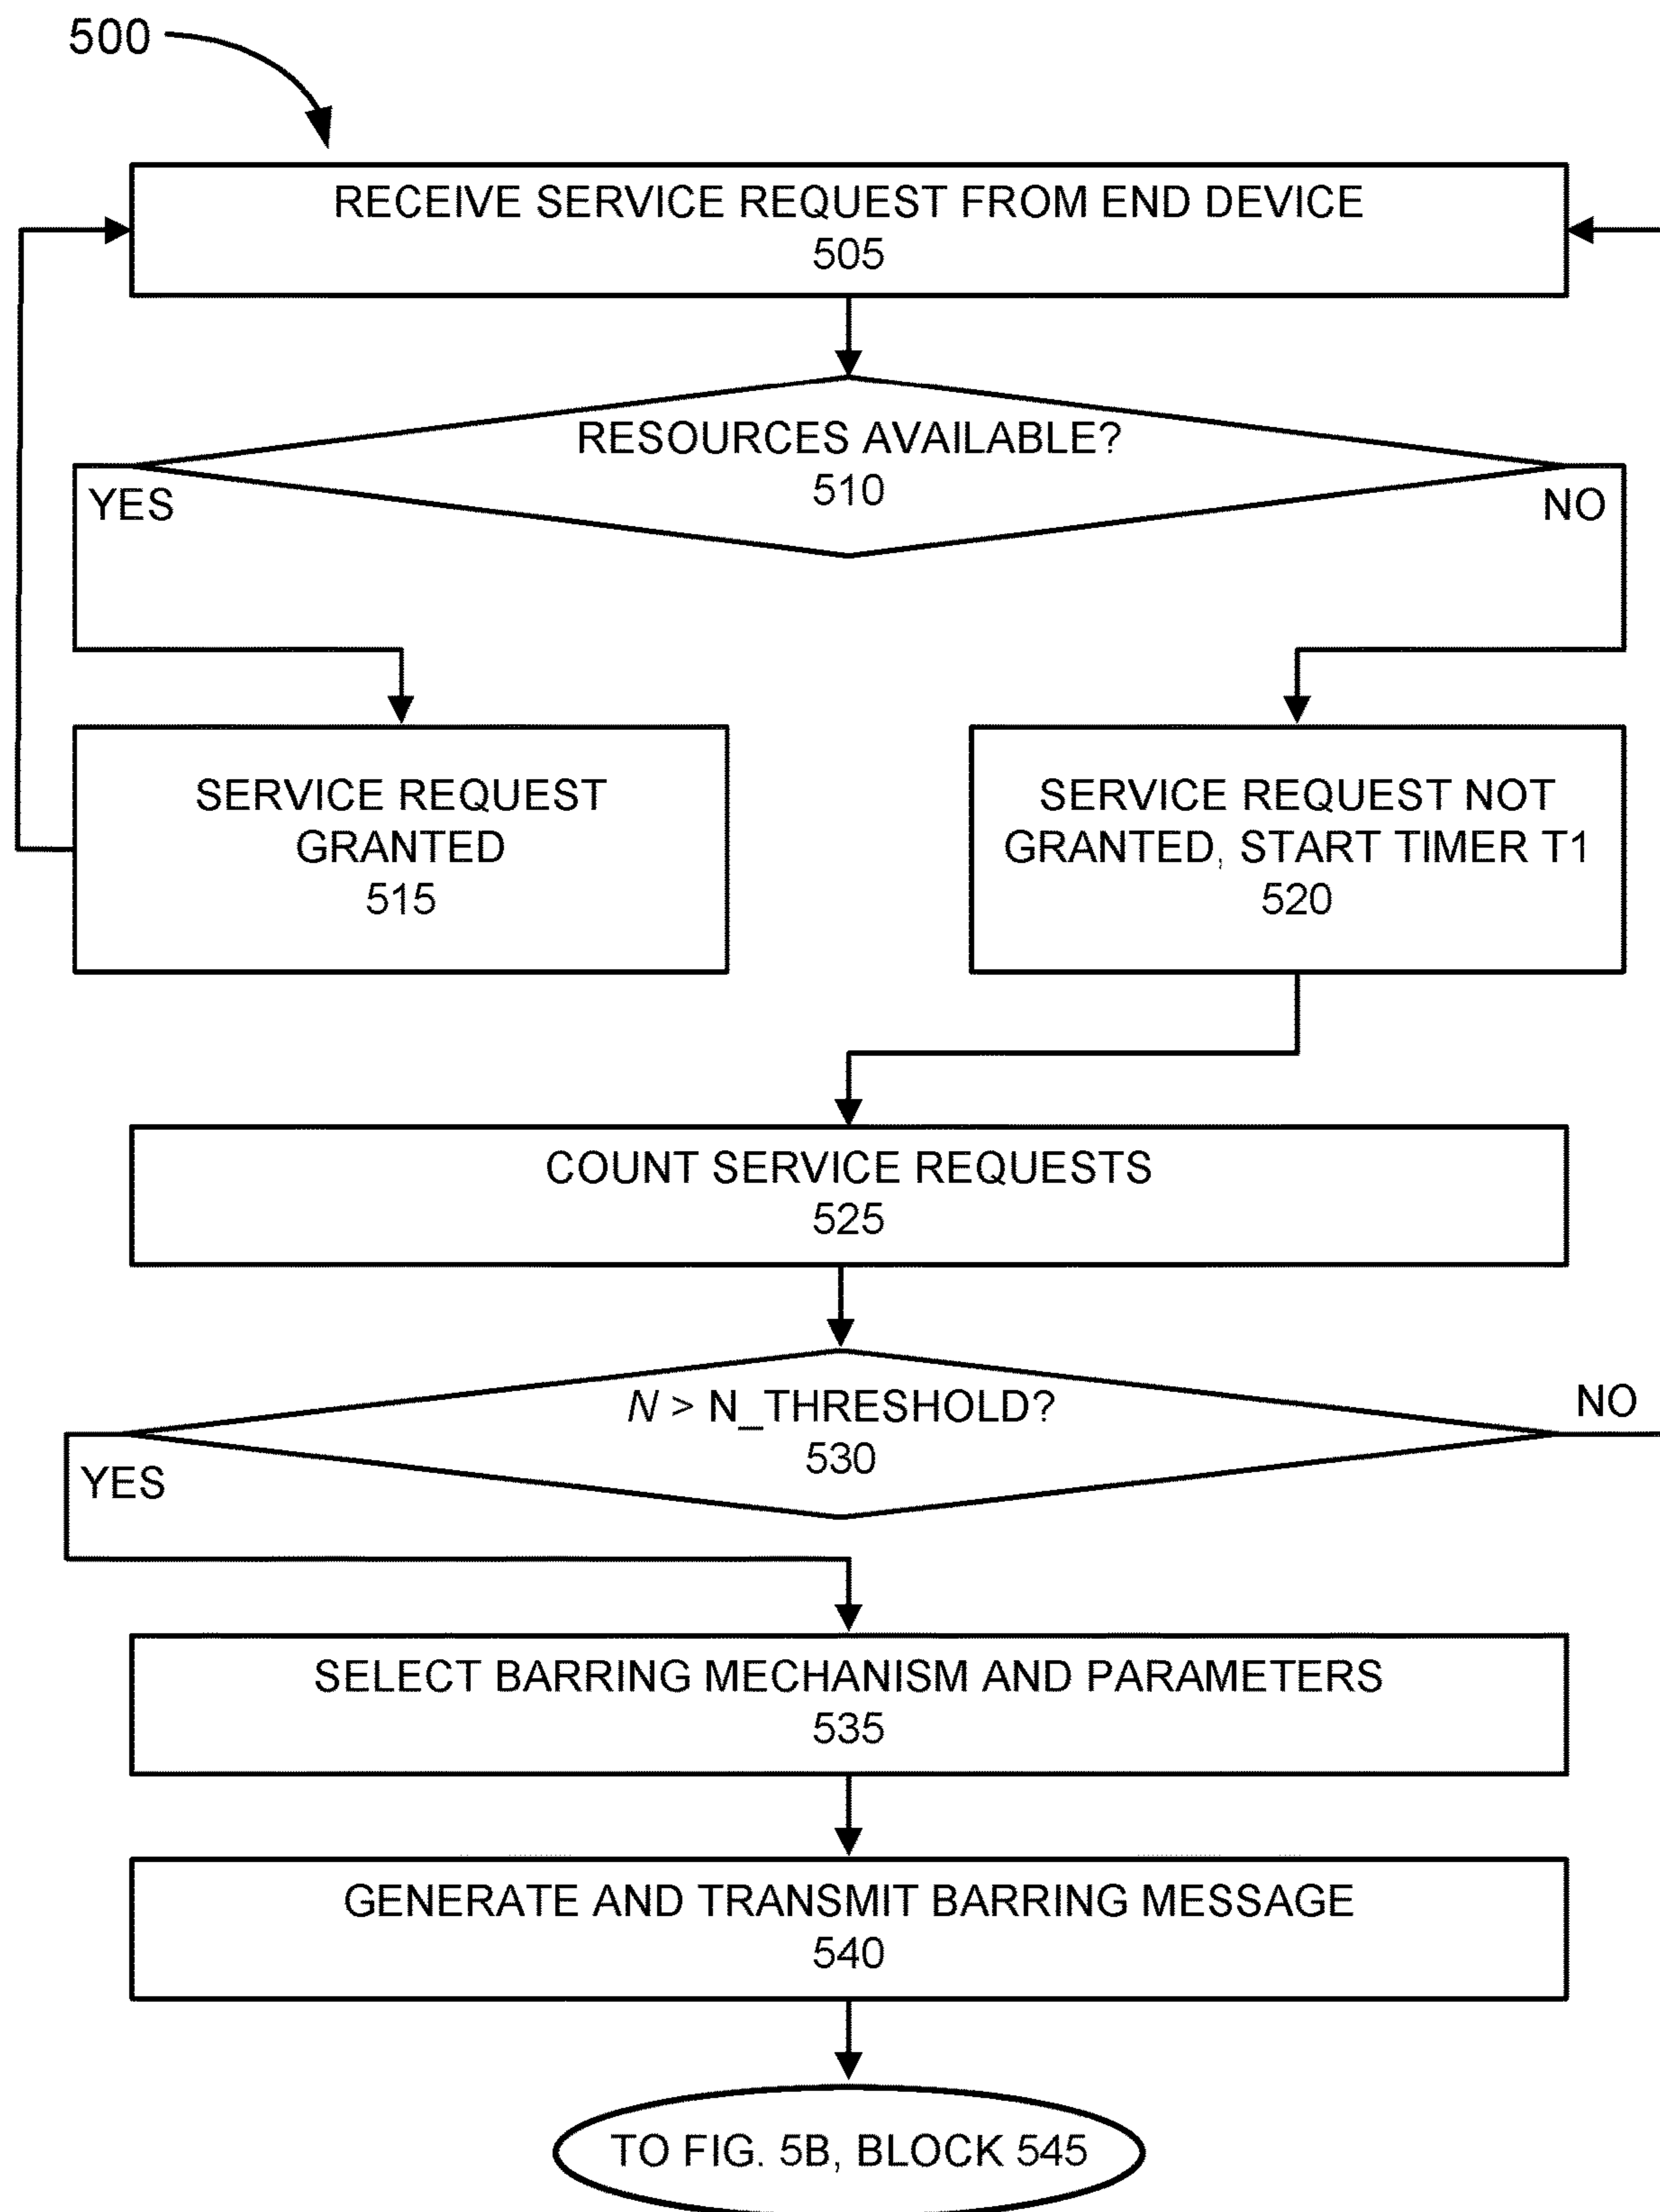 500
RECEIVE SERVICE REQUEST FROM END DEVICE
505
RESOURCES AVAILABLE?
510
YES
NO
SERVICE REQUEST
GRANTED
515
SERVICE REQUEST NOT
GRANTED, START TIMER T1
520
COUNT SERVICE REQUESTS
525
N > N_THRESHOLD?
530
NO
YES
SELECT BARRING MECHANISM AND PARAMETERS
535
GENERATE AND TRANSMIT BARRING MESSAGE
540
TO FIG. 5B, BLOCK 545